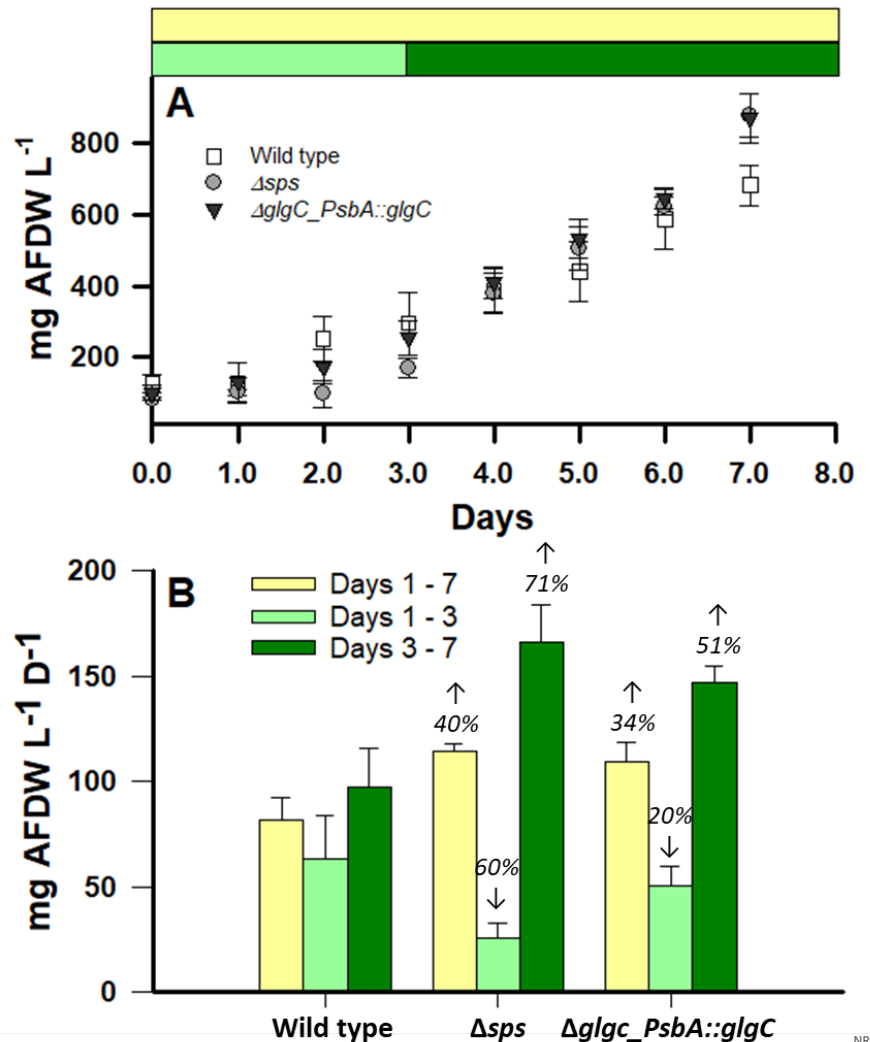 A
Wild type
Δsps
ΔglgC_PsbA::glgC
mg AFDW L-1
800
600
400
200
0.0 1.0 2.0 3.0 4.0 5.0 6.0 7.0 8.0
Days
B
Days 1 - 7
Days 1 - 3
Days 3 - 7
mg AFDW L-1 D-1
200
150
100
50
0
↑
71%
↑
40%
60%
↓
↑
51%
↑
34%
20%
↓
Wild type Δsps Δglgc_PsbA::glgC
NR